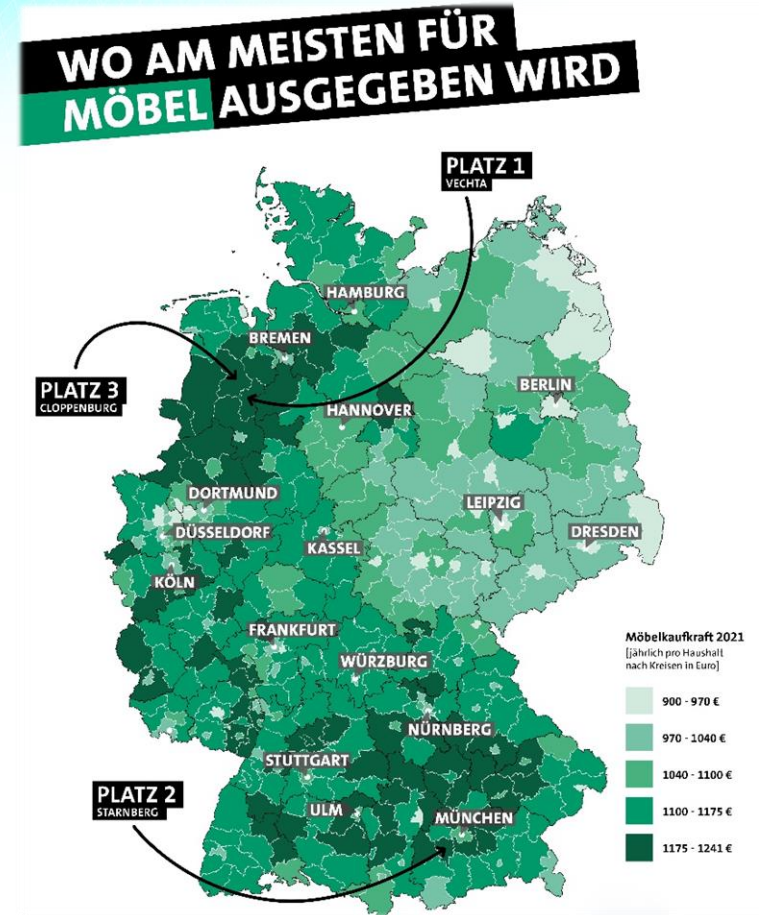 WO AM MEISTEN FÜR
MÖBEL AUSGEGEBEN WIRD
PLATZ 1
VECHTA
HAMBURG
BREMEN
PLATZ 3
CLOPPENBURG
BERLIN
HANNOVER
DORTMUND
LEIPZIG
DÜSSELDORF
DRESDEN
KASSEL
KÖLN
FRANKFURT
WÜRZBURG
Möbelkaufkraft 2021
[jährlich pro Haushalt
nach Kreisen in Euro]
900 - 970 €
970 - 1040 €
1040 - 1100 €
1100 - 1175 €
1175 - 1241 €
NÜRNBERG
STUTTGART
PLATZ 2
STARNBERG
ULM
MÜNCHEN